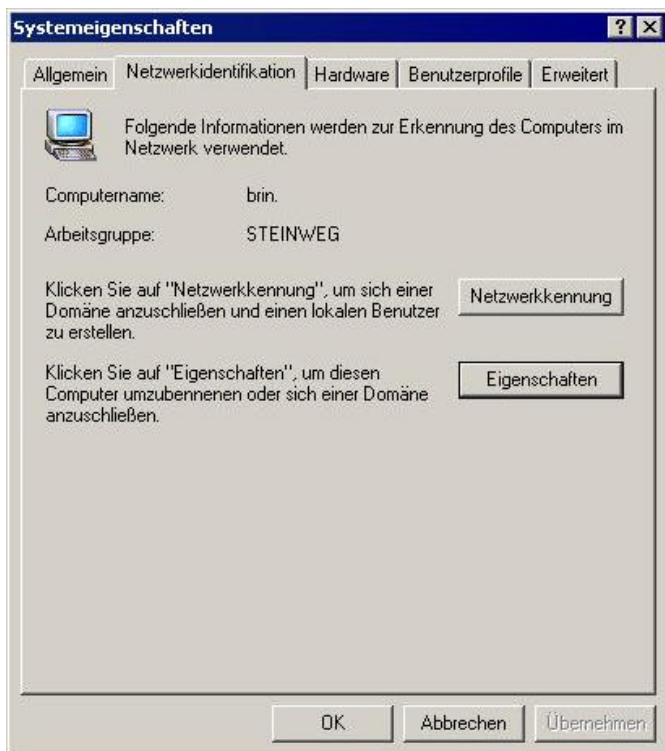 Systemeigenschaften
Allgemein Netzwerkidentifikation Hardware Benutzerprofile Erweitert
Folgende Informationen werden zur Erkennung des Computers im
Netzwerk verwendet.
Computername: brin.
Arbeitsgruppe: STEINWEG
Klicken Sie auf "Netzwerkkennung", um sich einer
Domäne anzuschließen und einen lokalen Benutzer
zu erstellen.
Netzwerkkennung
Klicken Sie auf "Eigenschaften", um diesen
Computer umzubennenen oder sich einer Domäne
anzuschließen.
Eigenschaften
OK Abbrechen Übernehmen